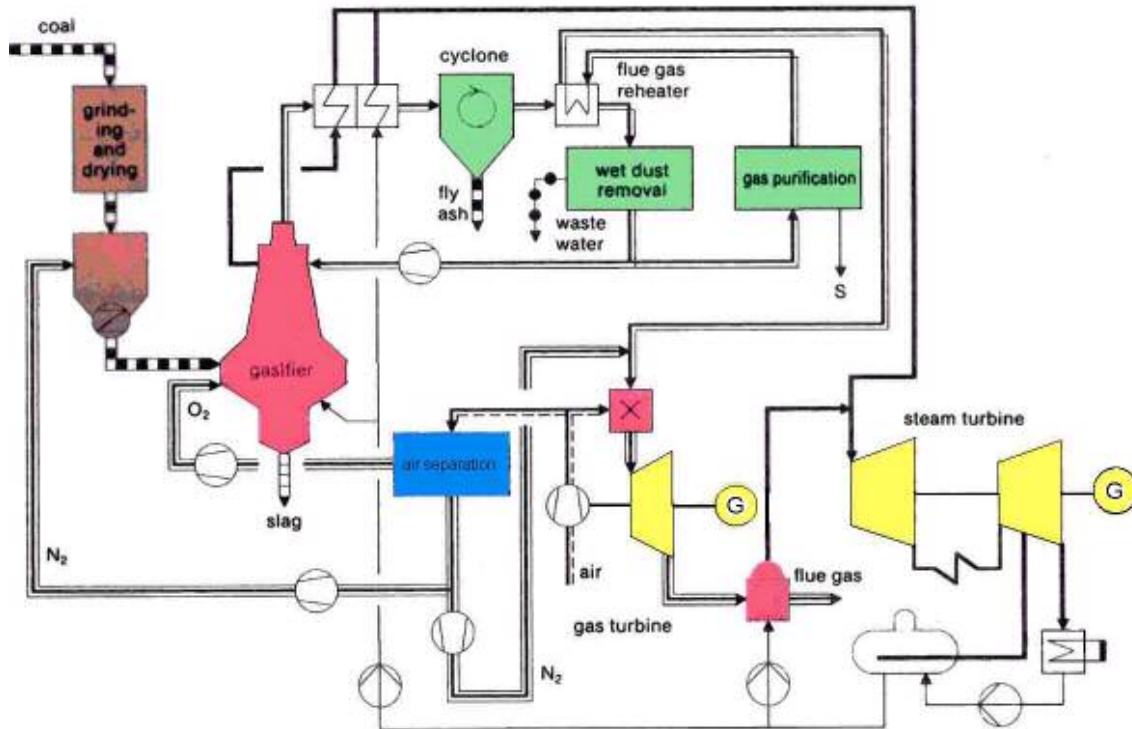 coal
grind-
ing
and
drying
cyclone
flue gas
reheater
wet dust
removal
gas purification
fly
ash
waste
water
S
gasifier
O₂
air separation
steam turbine
slag
G
G
N₂
air
flue gas
gas turbine
N₂